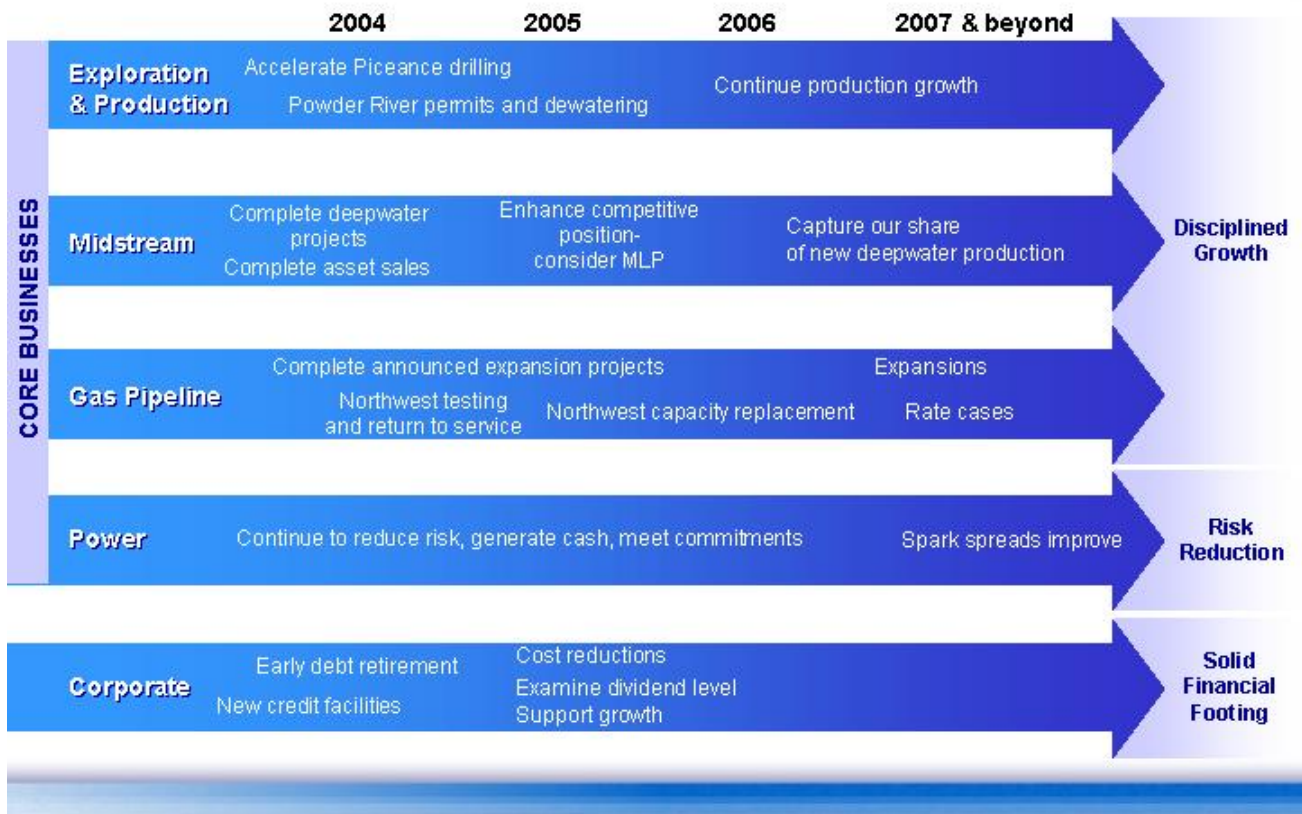 2004 2005 2006 2007 & beyond
CORE BUSINESSES
Exploration
& Production
Accelerate Piceance drilling
Powder River permits and dewatering
Continue production growth
Midstream
Complete deepwater
projects
Complete asset sales
Enhance competitive
position-
consider MLP
Capture our share
of new deepwater production
Disciplined
Growth
Gas Pipeline
Complete announced expansion projects
Expansions
Northwest testing
and return to service
Northwest capacity replacement
Rate cases
Power
Continue to reduce risk, generate cash, meet commitments
Spark spreads improve
Risk
Reduction
Corporate
Early debt retirement
New credit facilities
Cost reductions
Examine dividend level
Support growth
Solid
Financial
Footing